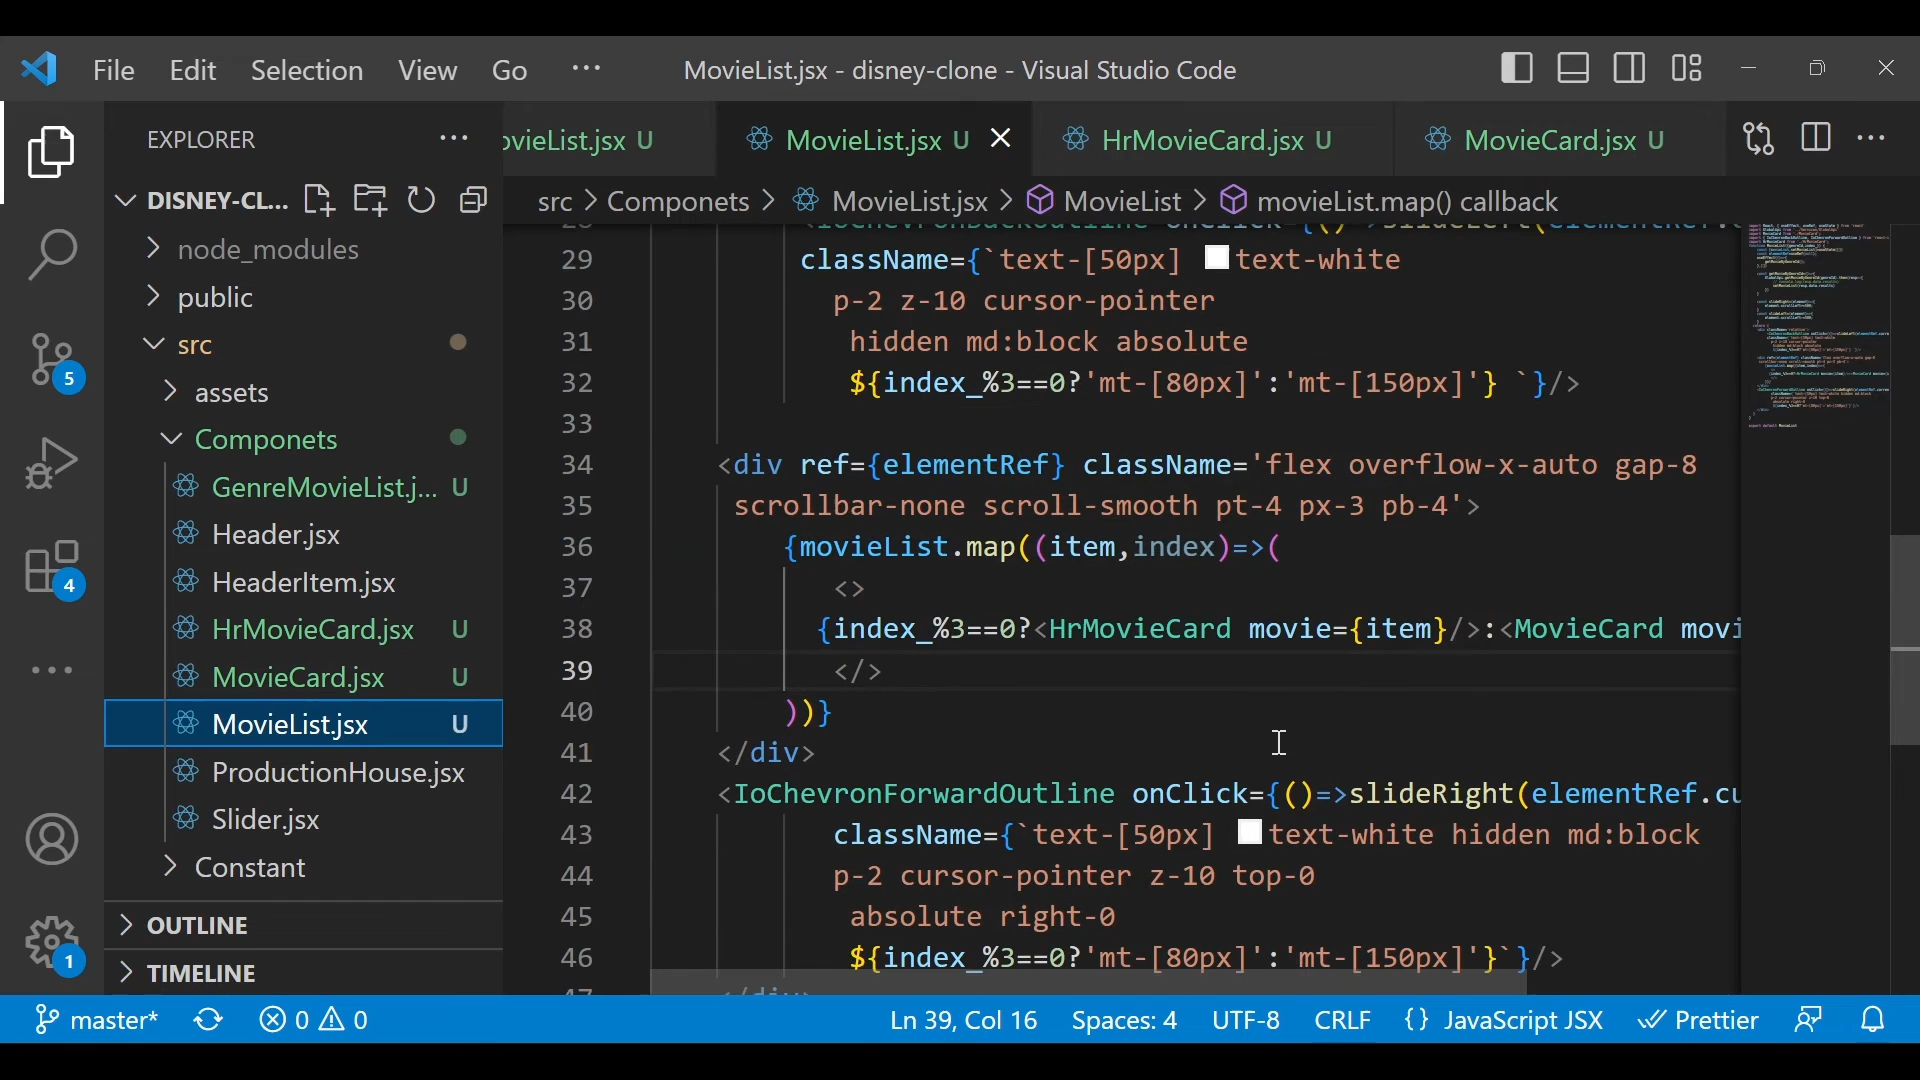 File Edit Selection View Go ··· MovieList.jsx - disney-clone - Visual Studio Code
EXPLORER ···
ovieList.jsx U MovieList.jsx U HrMovieCard.jsx U MovieCard.jsx U ···
DISNEY-CL...
src > Componets > MovieList.jsx > MovieList > movieList.map() callback
node_modules
public
src
assets
Componets
GenreMovieList.j... U
Header.jsx
HeaderItem.jsx
HrMovieCard.jsx U
MovieCard.jsx U
MovieList.jsx U
ProductionHouse.jsx
Slider.jsx
Constant
OUTLINE
TIMELINE
5
4
1
29 className={`text-[50px] text-white
30 p-2 z-10 cursor-pointer
31 hidden md:block absolute
32 ${index_%3==0?'mt-[80px]':'mt-[150px]'} `}/>
33
34 <div ref={elementRef} className='flex overflow-x-auto gap-8
35 scrollbar-none scroll-smooth pt-4 px-3 pb-4'>
36 {movieList.map((item,index)=>(
37 <>
38 {index_%3==0?<HrMovieCard movie={item}/>:<MovieCard movi
39 </>
40 ))}
41 </div>
42 <IoChevronForwardOutline onClick={()=>slideRight(elementRef.cu
43 className={`text-[50px] text-white hidden md:block
44 p-2 cursor-pointer z-10 top-0
45 absolute right-0
46 ${index_%3==0?'mt-[80px]':'mt-[150px]'}`}/>
master* 0 0 Ln 39, Col 16 Spaces: 4 UTF-8 CRLF {} JavaScript JSX Prettier